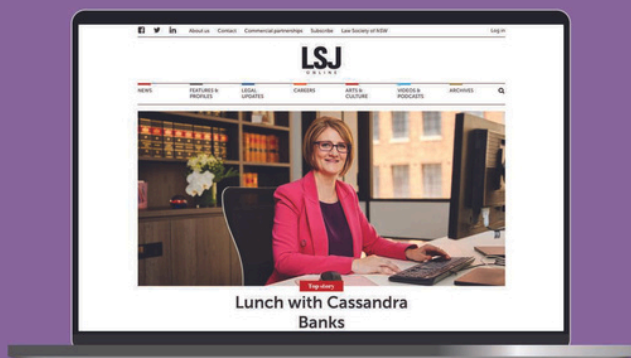 About us Contact Commercial partnerships Subscribe Law Society of NSW Log in
LSJ
ONLINE
NEWS FEATURES & PROFILES LEGAL UPDATES CAREERS ARTS & CULTURE VIDEOS & PODCASTS ARCHIVES
Top story
Lunch with Cassandra
Banks